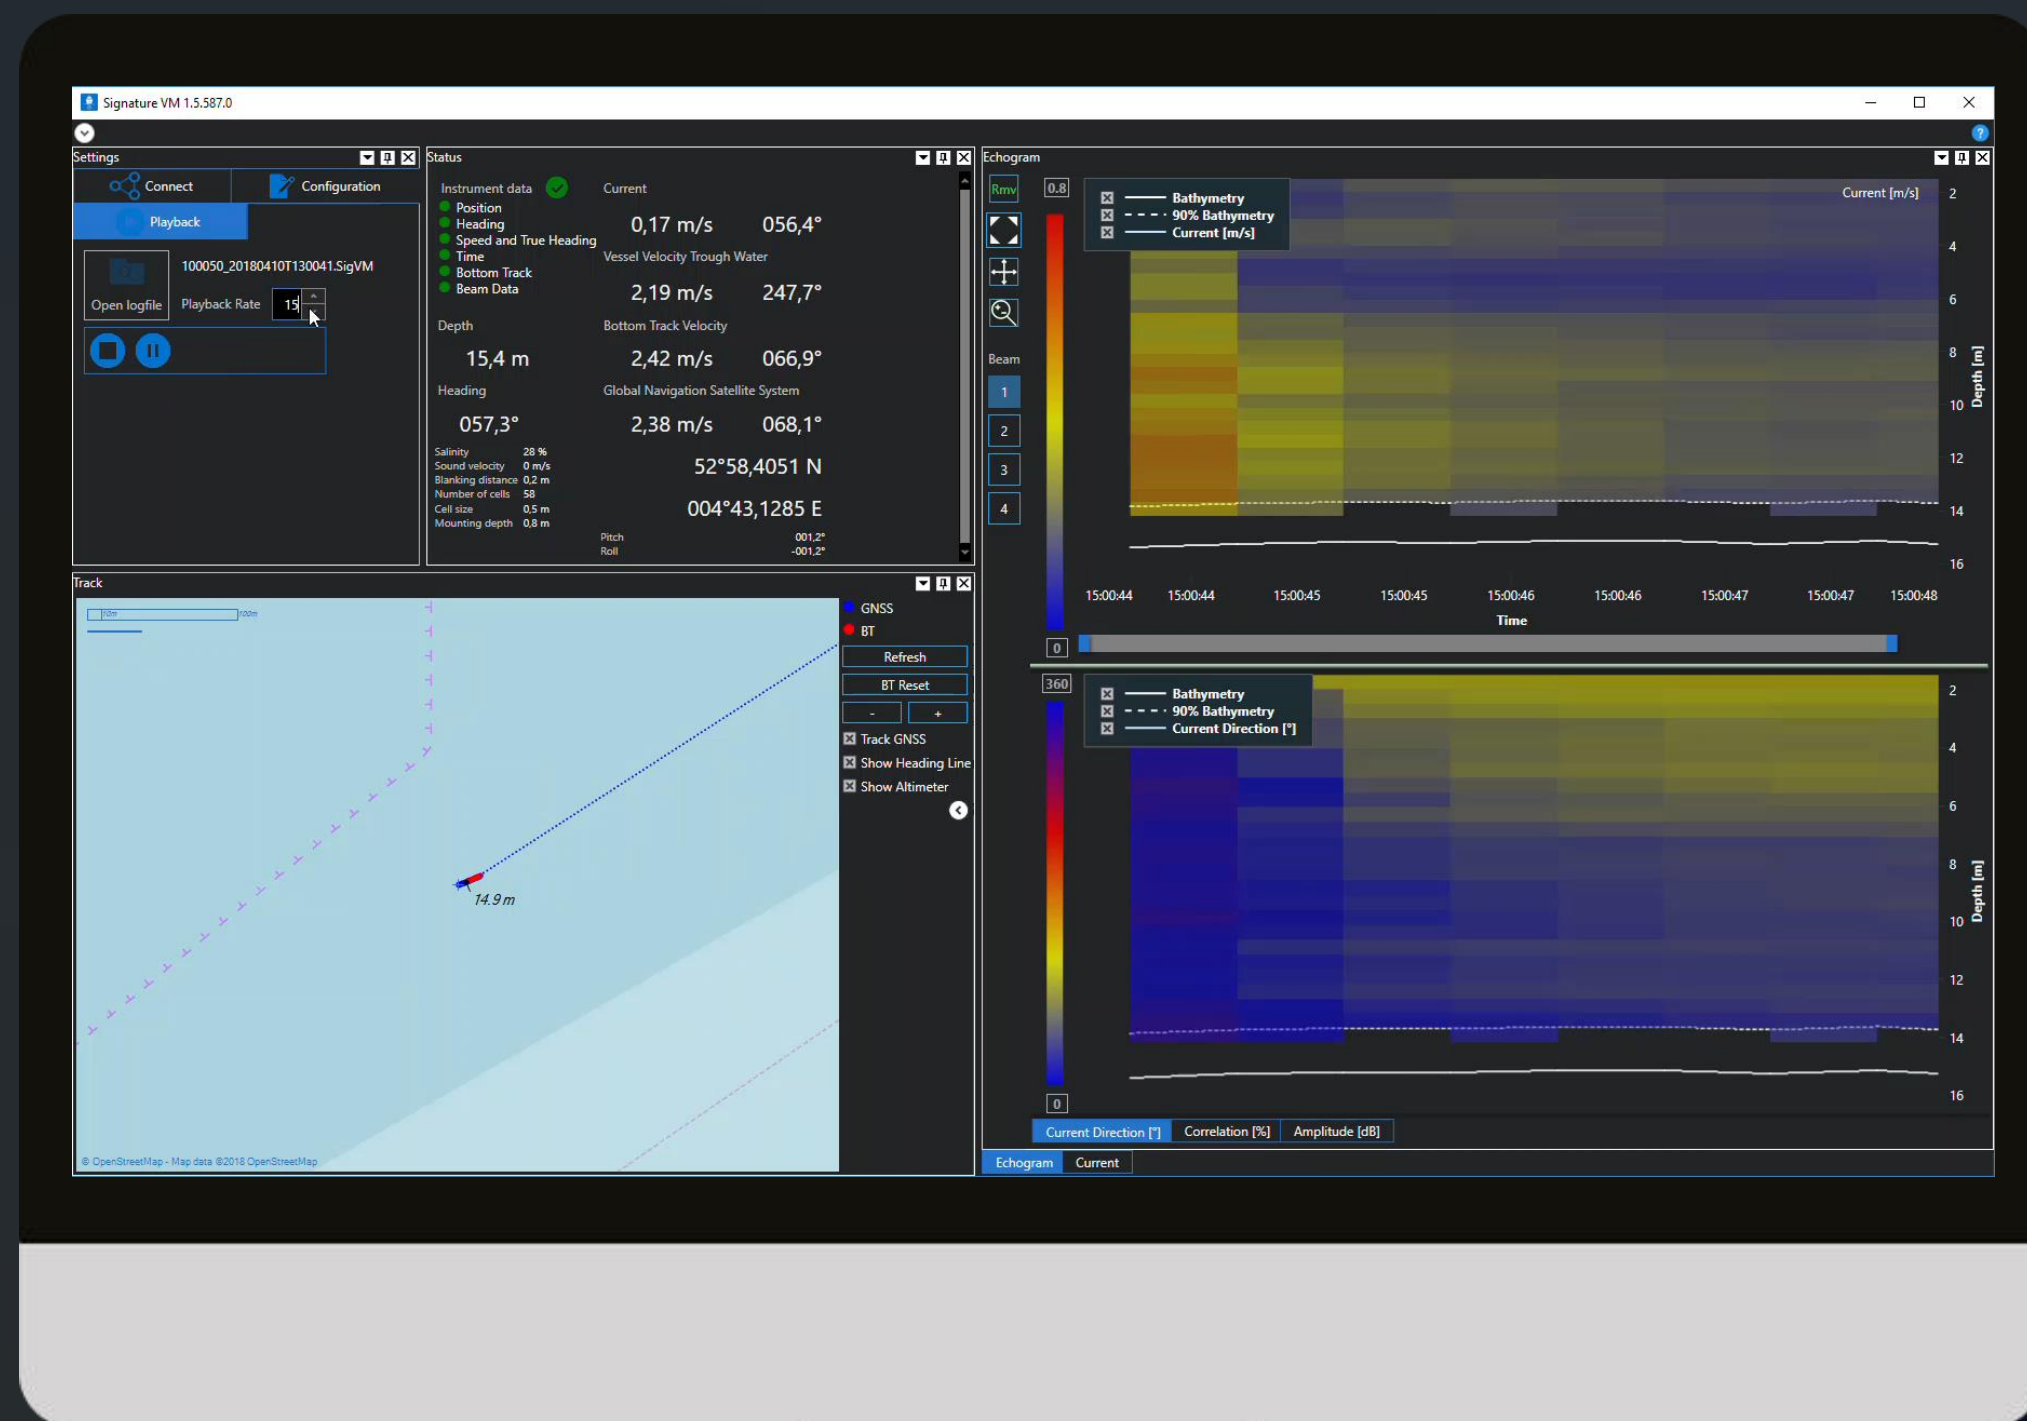 Signature VM 1.5.587.0
Settings
Connect
Configuration
Playback
100050_20180410T130041.SigVM
Open logfile
Playback Rate 15
Status
Instrument data
Position
Heading
Speed and True Heading
Time
Bottom Track
Beam Data
Current
0,17 m/s 056,4°
Vessel Velocity Trough Water
2,19 m/s 247,7°
Depth
15,4 m
Bottom Track Velocity
2,42 m/s 066,9°
Heading
057,3°
Global Navigation Satellite System
2,38 m/s 068,1°
Salinity 28 %
Sound velocity 0 m/s
Blanking distance 0,2 m
Number of cells 58
Cell size 0,5 m
Mounting depth 0,8 m
52°58,4051 N
004°43,1285 E
Pitch 001,2°
Roll -001,2°
Track
10m 100m
14.9 m
© OpenStreetMap - Map data ©2018 OpenStreetMap
GNSS
BT
Refresh
BT Reset
- +
Track GNSS
Show Heading Line
Show Altimeter
Echogram
Rmv
Beam
1
2
3
4
0.8
0
Bathymetry
90% Bathymetry
Current [m/s]
Current [m/s]
2
4
6
8
10
12
14
16
Depth [m]
15:00:44 15:00:44 15:00:45 15:00:45 15:00:46 15:00:46 15:00:47 15:00:47 15:00:48
Time
360
0
Bathymetry
90% Bathymetry
Current Direction [°]
2
4
6
8
10
12
14
16
Depth [m]
Current Direction [°] Correlation [%] Amplitude [dB]
Echogram Current